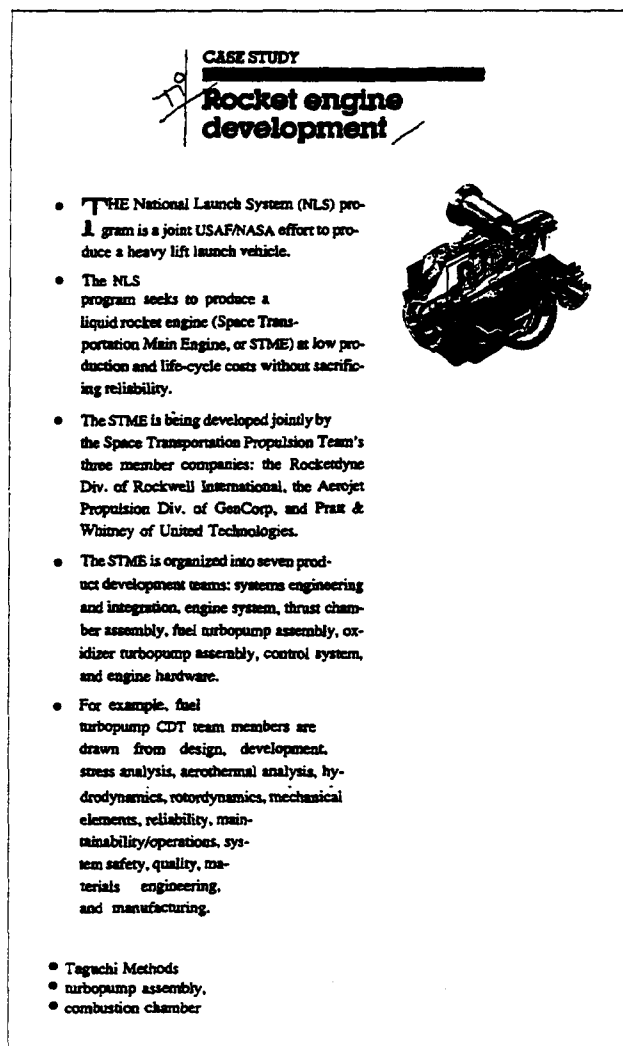 CASE STUDY
Rocket engine
development
• THE National Launch System (NLS) pro-
gram is a joint USAF/NASA effort to pro-
duce a heavy lift launch vehicle.
• The NLS
program seeks to produce a
liquid rocket engine (Space Trans-
portation Main Engine, or STME) at low pro-
duction and life-cycle costs without sacrific-
ing reliability.
• The STME is being developed jointly by
the Space Transportation Propulsion Team's
three member companies: the Rocketdyne
Div. of Rockwell International, the Aerojet
Propulsion Div. of GenCorp, and Pratt &
Whitney of United Technologies.
• The STME is organized into seven prod-
uct development teams: systems engineering
and integration, engine system, thrust cham-
ber assembly, fuel turbopump assembly, ox-
idizer turbopump assembly, control system,
and engine hardware.
• For example, fuel
turbopump CDT team members are
drawn from design, development,
stress analysis, aerothermal analysis, hy-
drodynamics, rotordynamics, mechanical
elements, reliability, main-
tainability/operations, sys-
tem safety, quality, ma-
terials engineering,
and manufacturing.
• Taguchi Methods
• turbopump assembly,
• combustion chamber